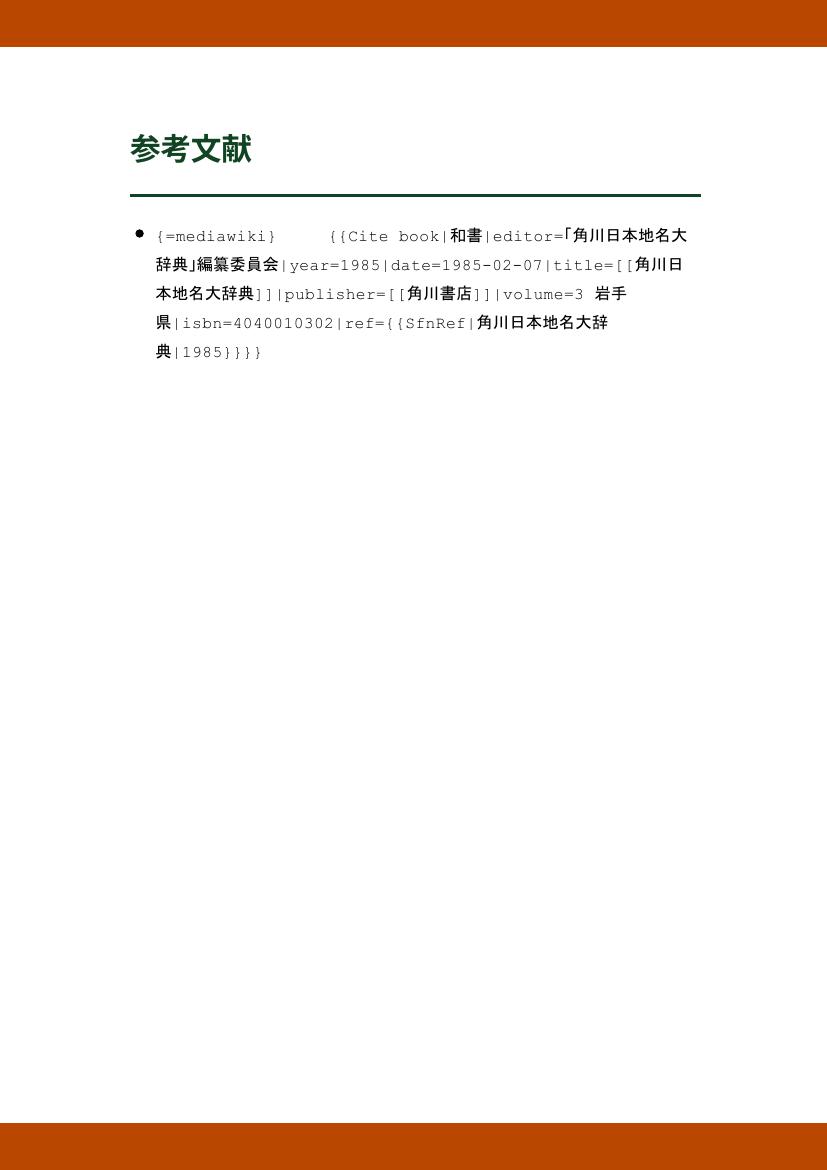 参考文献
● {=mediawiki} {{Cite book|和書|editor=「角川日本地名大
辞典」編纂委員会|year=1985|date=1985-02-07|title=[[角川日
本地名大辞典]]|publisher=[[角川書店]]|volume=3 岩手
県|isbn=4040010302|ref={{SfnRef|角川日本地名大辞
典|1985}}}}